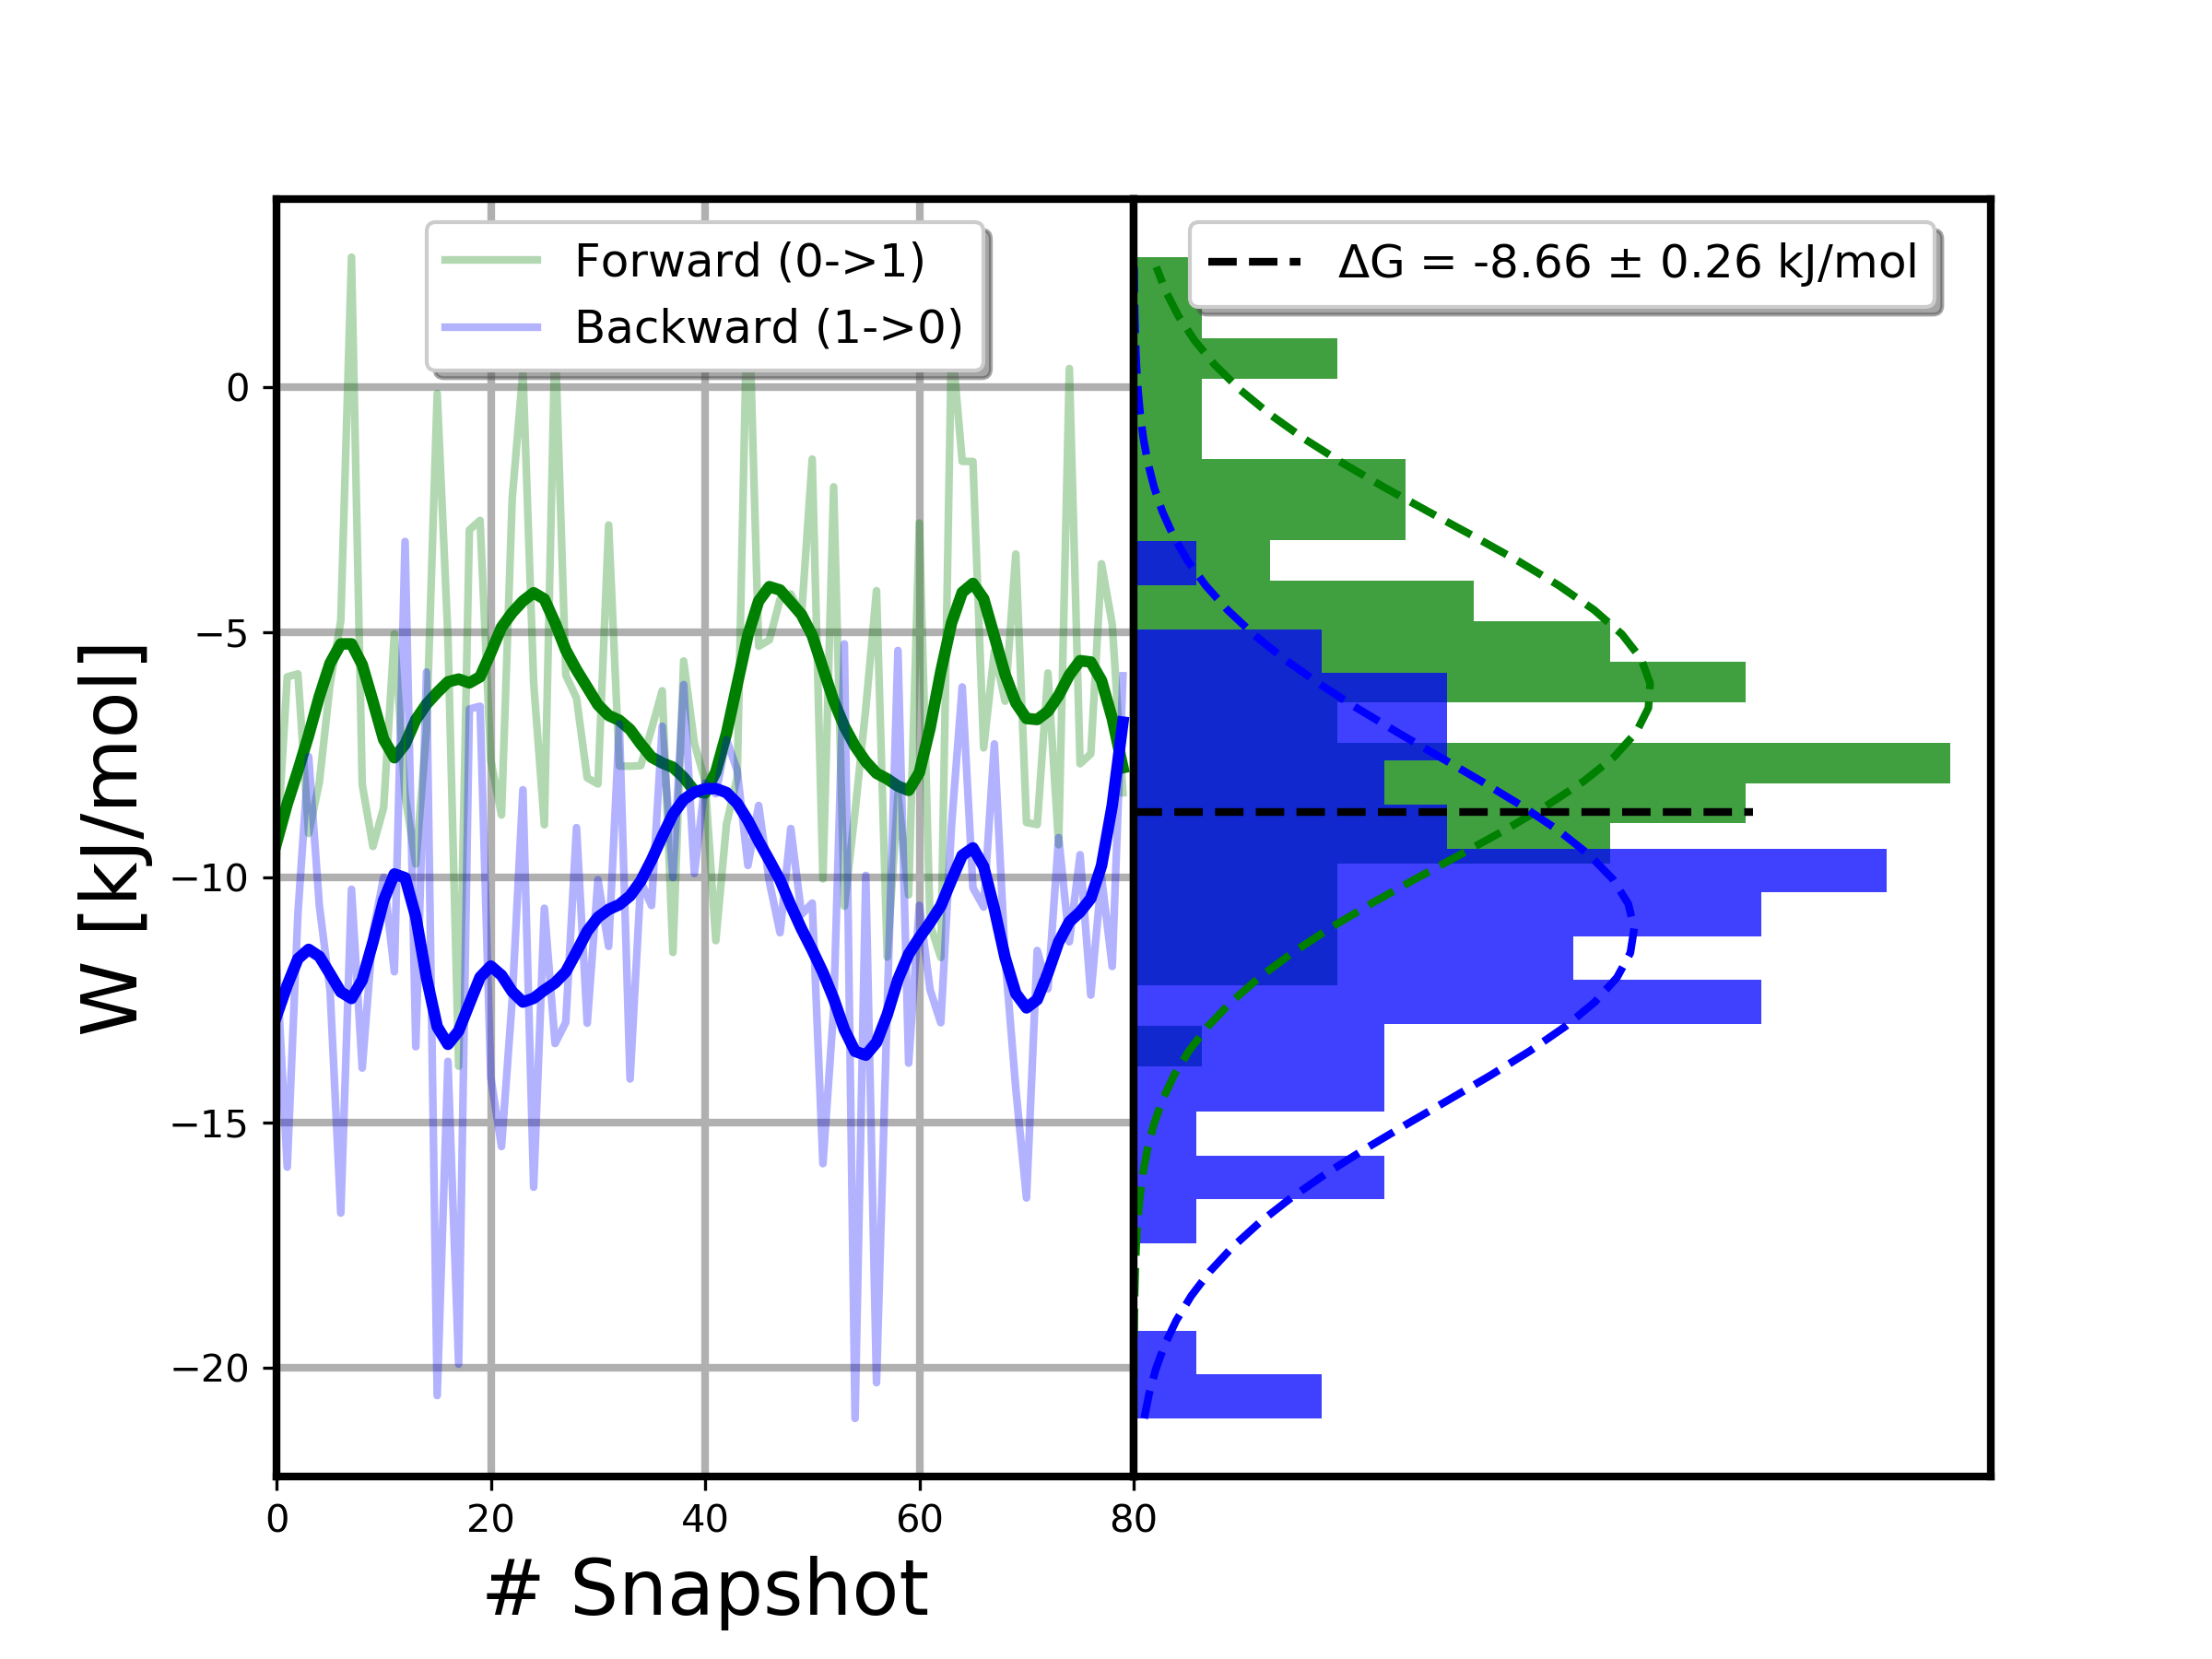 Forward (0->1)
Backward (1->0)
ΔG = -8.66 ± 0.26 kJ/mol
W [kJ/mol]
0
−5
−10
−15
−20
0 20 40 60 80
# Snapshot